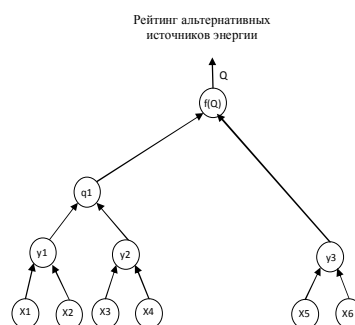 Рейтинг альтернативных
источников энергии
Q
f(Q)
q1
y1
y2
y3
X1
X2
X3
X4
X5
X6